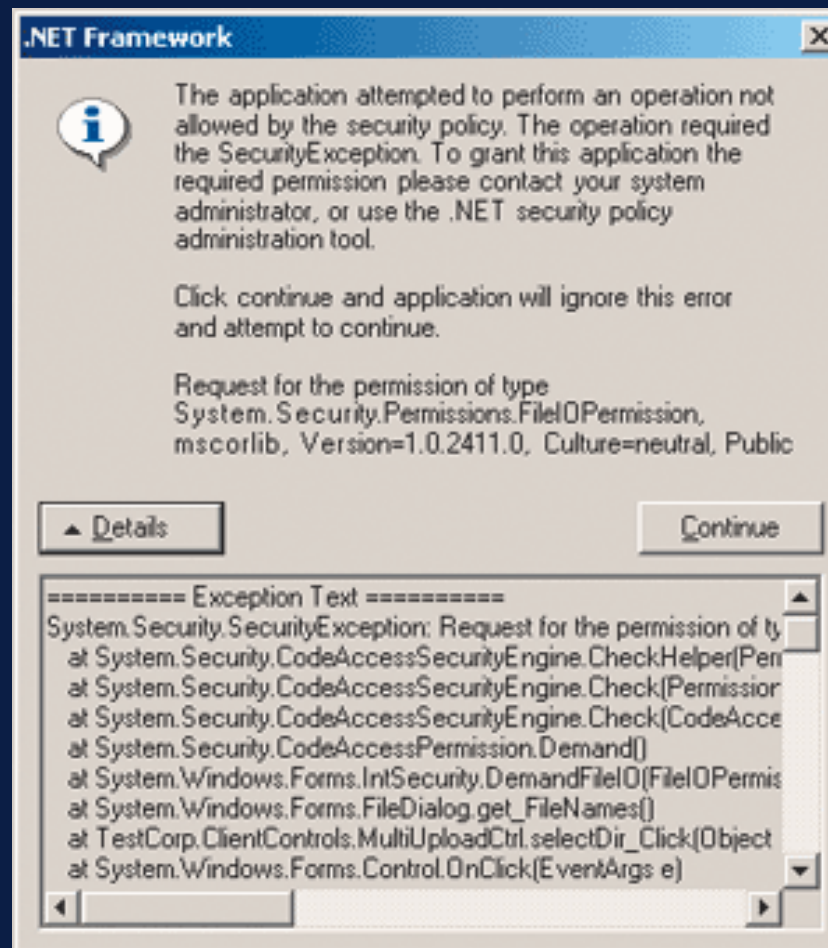 .NET Framework
The application attempted to perform an operation not
allowed by the security policy. The operation required
the SecurityException. To grant this application the
required permission please contact your system
administrator, or use the .NET security policy
administration tool.
Click continue and application will ignore this error
and attempt to continue.
Request for the permission of type
System.Security.Permissions.FileIOPermission,
mscorlib, Version=1.0.2411.0, Culture=neutral, Public
Details
Continue
========== Exception Text ==========
System.Security.SecurityException: Request for the permission of ty
at System.Security.CodeAccessSecurityEngine.CheckHelper(Perr
at System.Security.CodeAccessSecurityEngine.Check(Permission
at System.Security.CodeAccessSecurityEngine.Check(CodeAcce
at System.Security.CodeAccessPermission.Demand()
at System.Windows.Forms.IntSecurity.DemandFileIO(FileIOPermis
at System.Windows.Forms.FileDialog.get_FileNames()
at TestCorp.ClientControls.MultiUploadCtrl.selectDir_Click(Object
at System.Windows.Forms.Control.OnClick(EventArgs e)